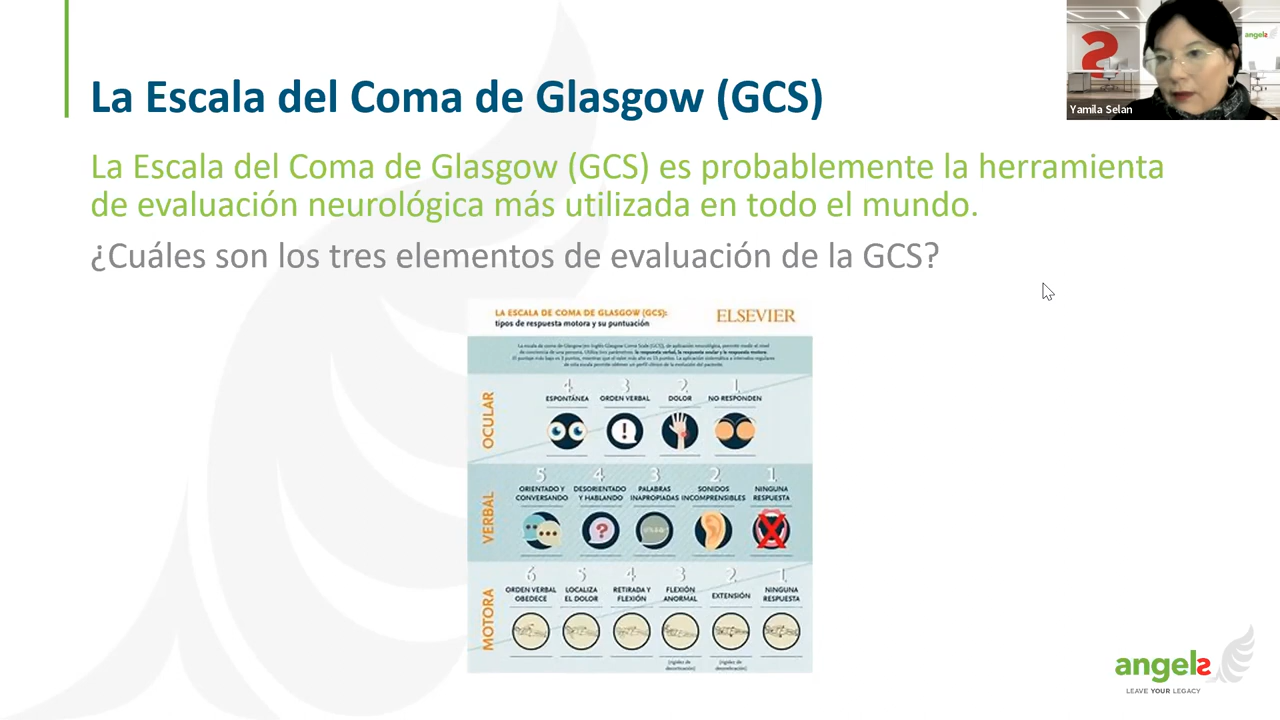 La Escala del Coma de Glasgow (GCS)
angels
Yamila Selan
La Escala del Coma de Glasgow (GCS) es probablemente la herramienta
de evaluación neurológica más utilizada en todo el mundo.
¿Cuáles son los tres elementos de evaluación de la GCS?
LA ESCALA DE COMA DE GLASGOW (GCS):
tipos de respuesta motora y su puntuación
ELSEVIER
OCULAR
4 3 2 1
ESPONTÁNEA ORDEN VERBAL DOLOR NO RESPONDEN
VERBAL
5 4 3 2 1
ORIENTADO Y DESORIENTADO PALABRAS SONIDOS NINGUNA
CONVERSANDO Y HABLANDO INAPROPIADAS INCOMPRENSIBLES RESPUESTA
MOTORA
6 5 4 3 2 1
ORDEN VERBAL LOCALIZA RETIRADA Y FLEXIÓN EXTENSIÓN NINGUNA
OBEDECE EL DOLOR FLEXIÓN ANORMAL RESPUESTA
angels
LEAVE YOUR LEGACY